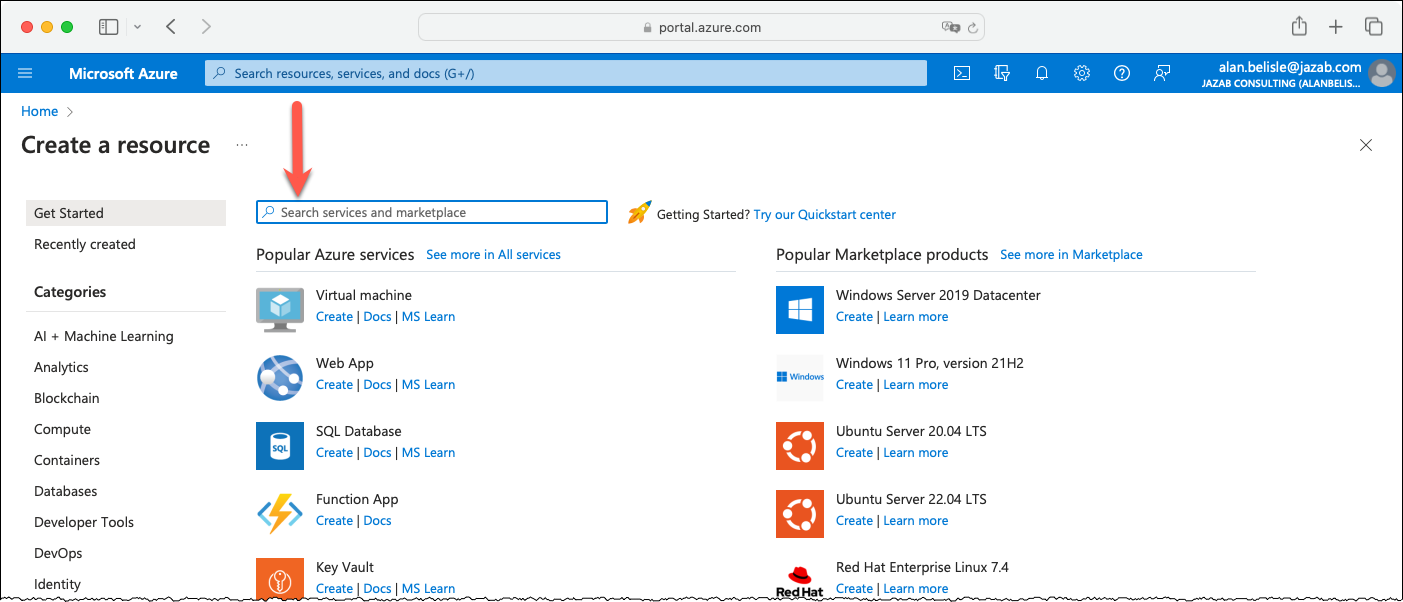 portal.azure.com
Microsoft Azure
Search resources, services, and docs (G+/)
alan.belisle@jazab.com
JAZAB CONSULTING (ALANBELIS...
Home
Create a resource
...
Get Started
Recently created
Categories
AI + Machine Learning
Analytics
Blockchain
Compute
Containers
Databases
Developer Tools
DevOps
Identity
Search services and marketplace
Getting Started? Try our Quickstart center
Popular Azure services See more in All services
Virtual machine
Create | Docs | MS Learn
Web App
Create | Docs | MS Learn
SQL
SQL Database
Create | Docs | MS Learn
Function App
Create | Docs
Key Vault
Create | Docs | MS Learn
Popular Marketplace products See more in Marketplace
Windows Server 2019 Datacenter
Create | Learn more
Windows
Windows 11 Pro, version 21H2
Create | Learn more
Ubuntu Server 20.04 LTS
Create | Learn more
Ubuntu Server 22.04 LTS
Create | Learn more
Red Hat
Red Hat Enterprise Linux 7.4
Create | Learn more